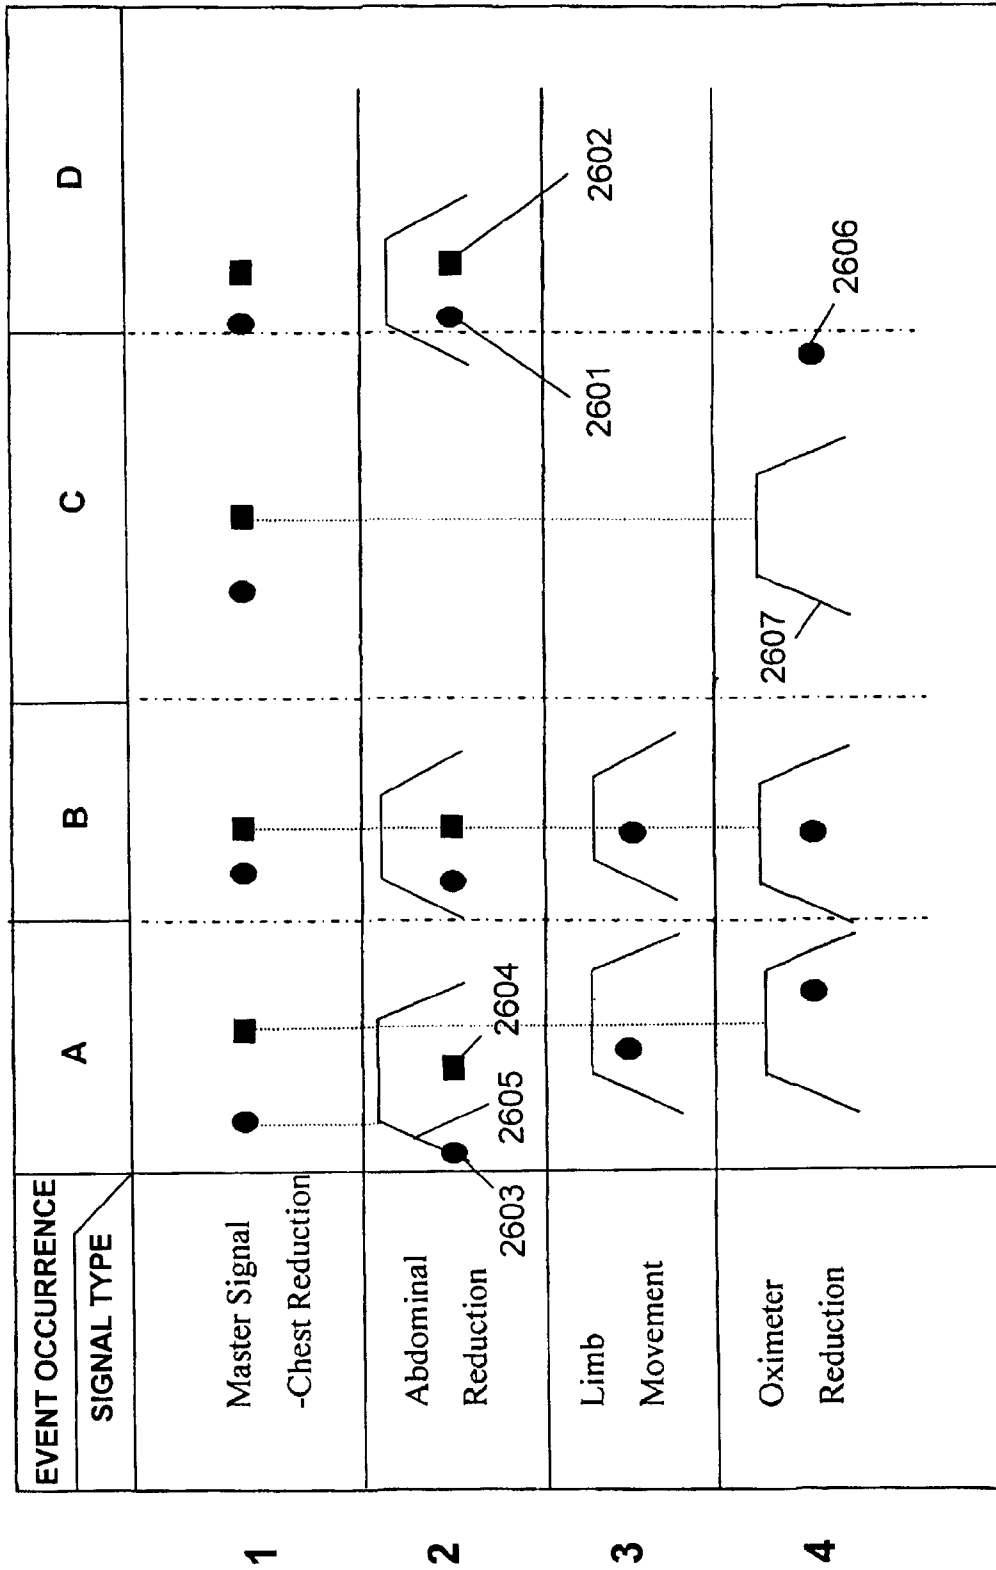 EVENT OCCURRENCE
SIGNAL TYPE
A
B
C
D
1
Master Signal
-Chest Reduction
2
Abdominal
Reduction
2603
2605
2604
2601
2602
3
Limb
Movement
4
Oximeter
Reduction
2607
2606